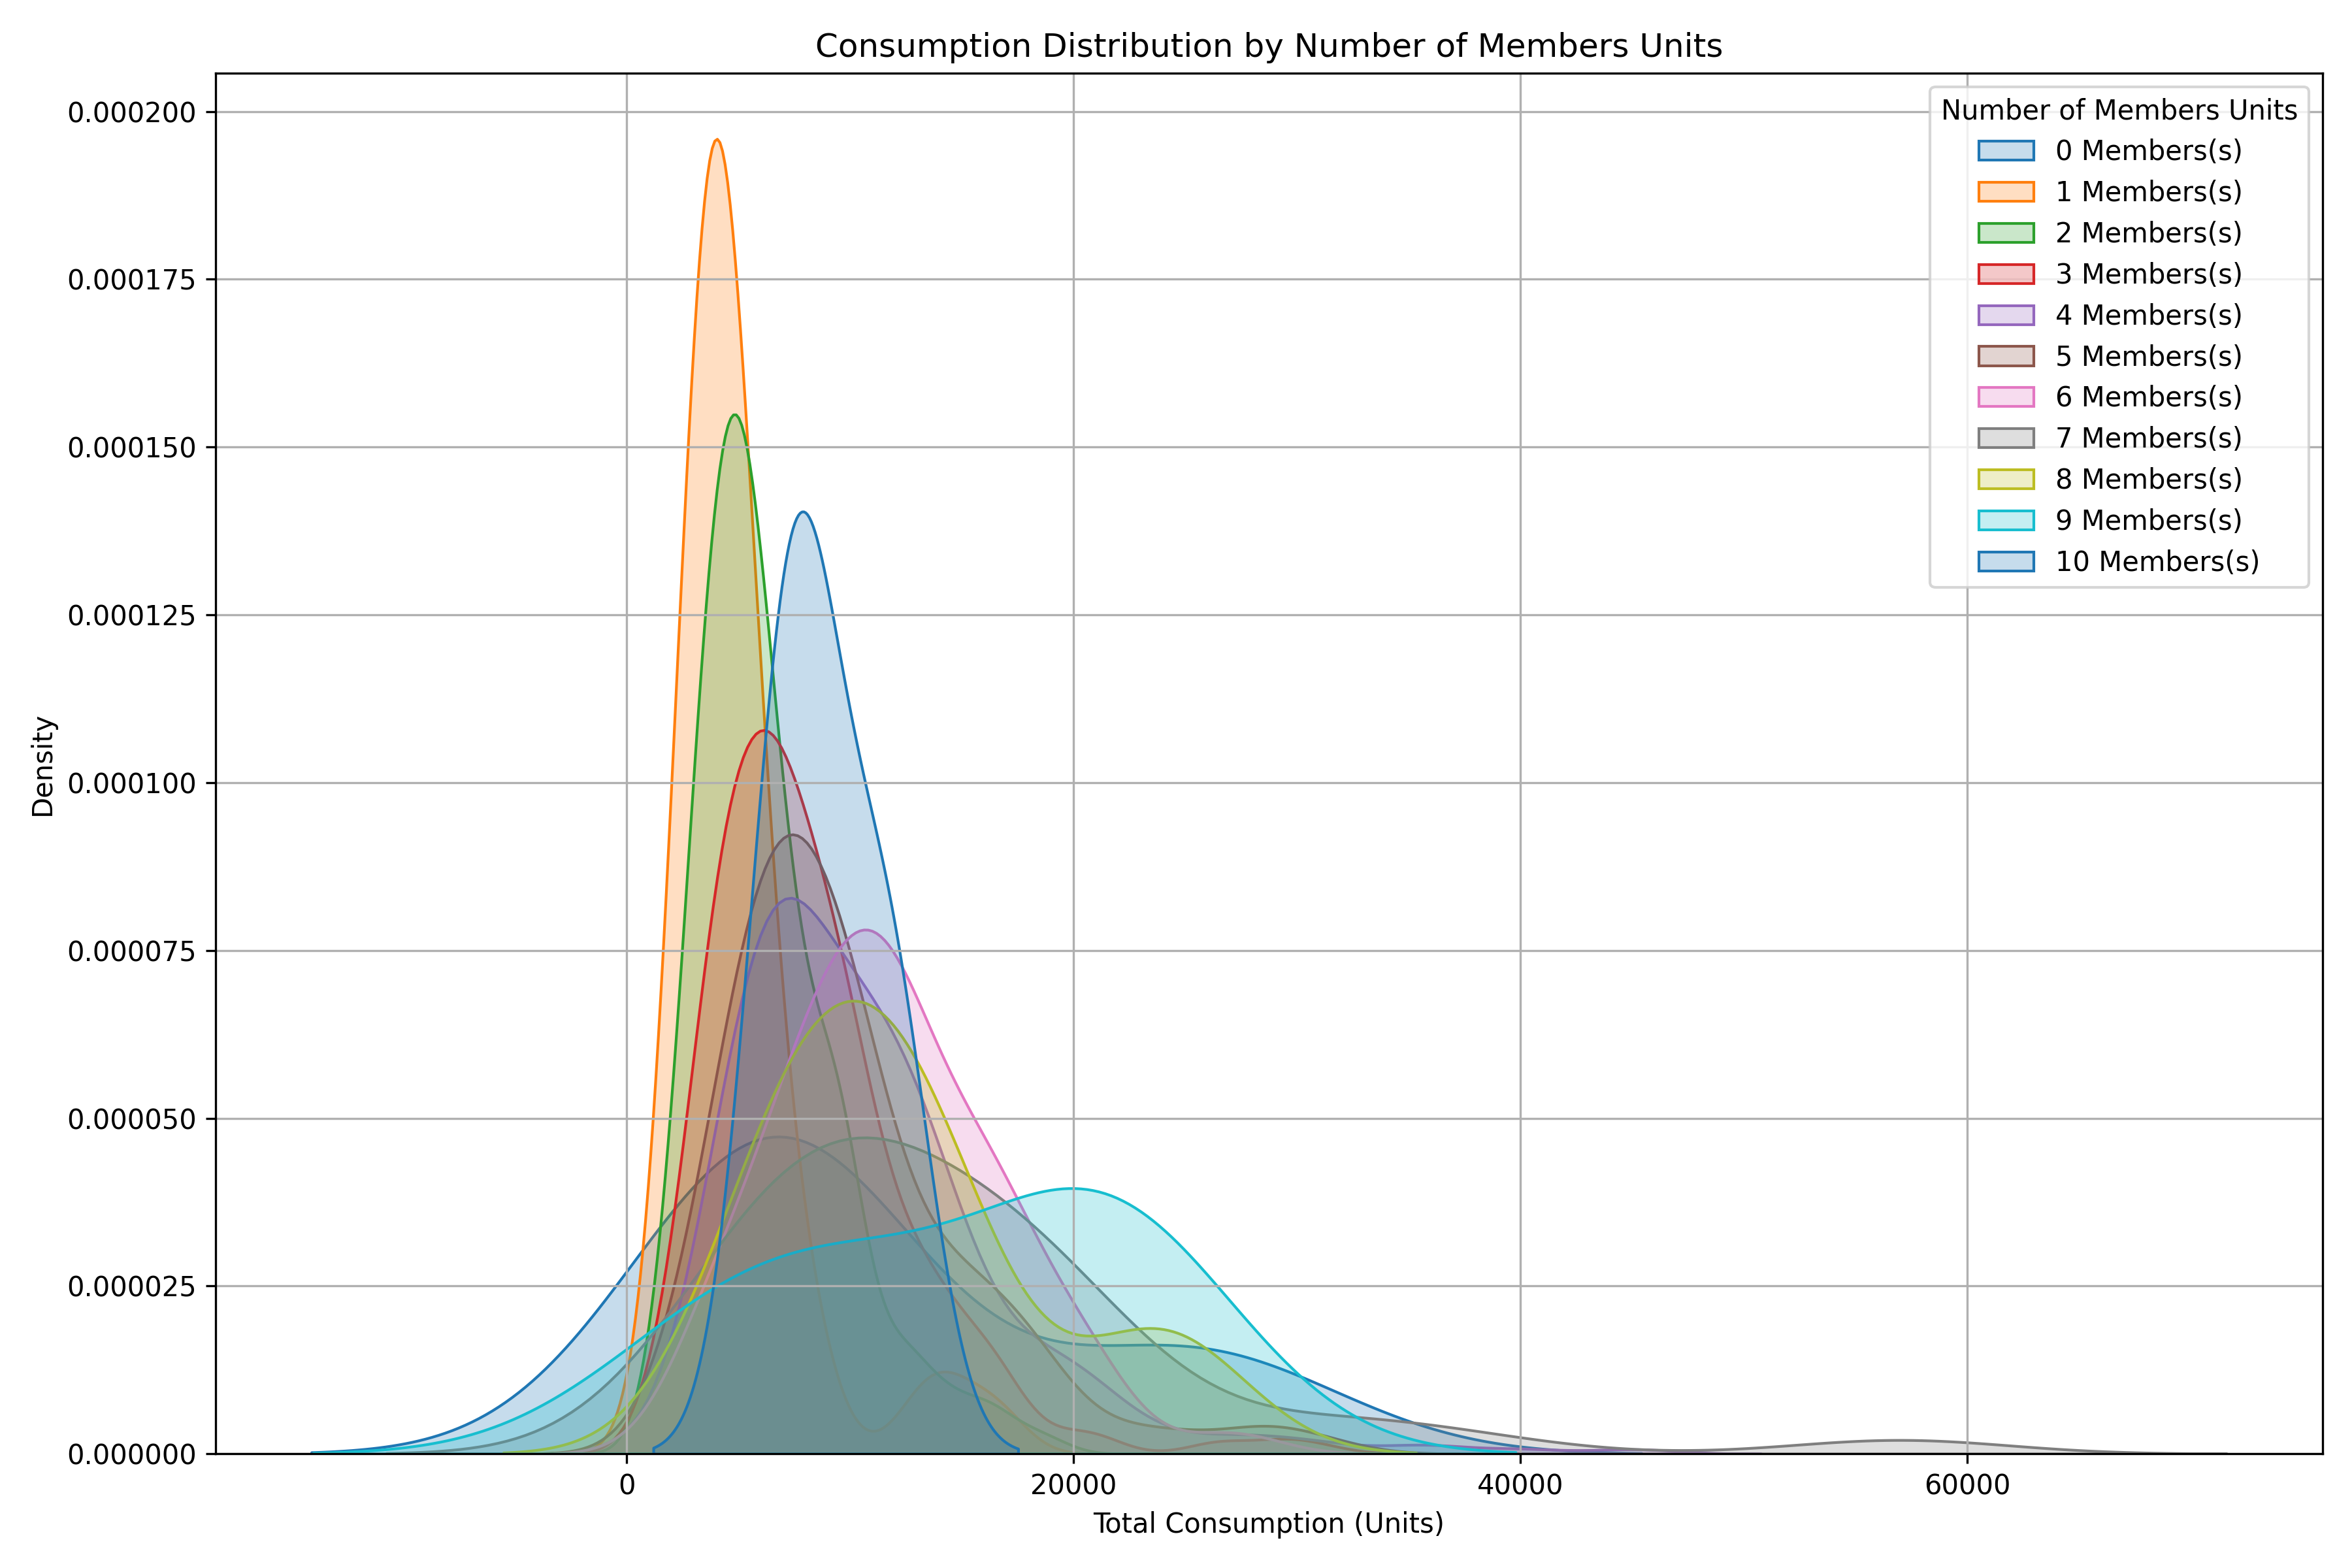 Consumption Distribution by Number of Members Units
0.000200
0.000175
0.000150
0.000125
0.000100
0.000075
0.000050
0.000025
0.000000
Density
0
20000
40000
60000
Total Consumption (Units)
Number of Members Units
0 Members(s)
1 Members(s)
2 Members(s)
3 Members(s)
4 Members(s)
5 Members(s)
6 Members(s)
7 Members(s)
8 Members(s)
9 Members(s)
10 Members(s)